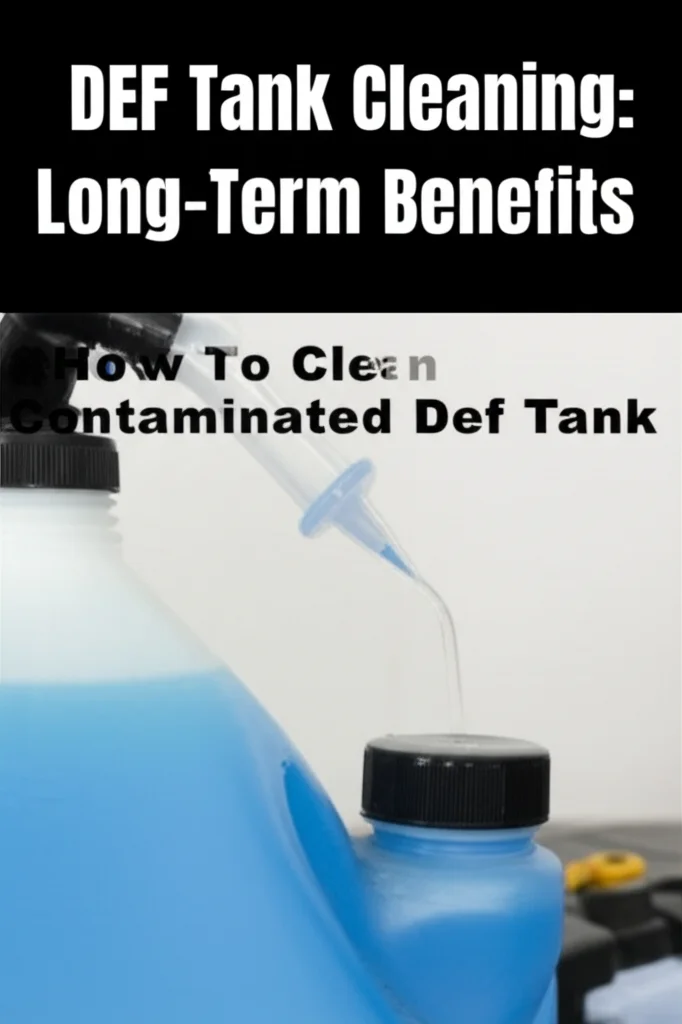 DEF Tank Cleaning:
Long-Term Benefits
How To Clean
Contaminated Def Tank